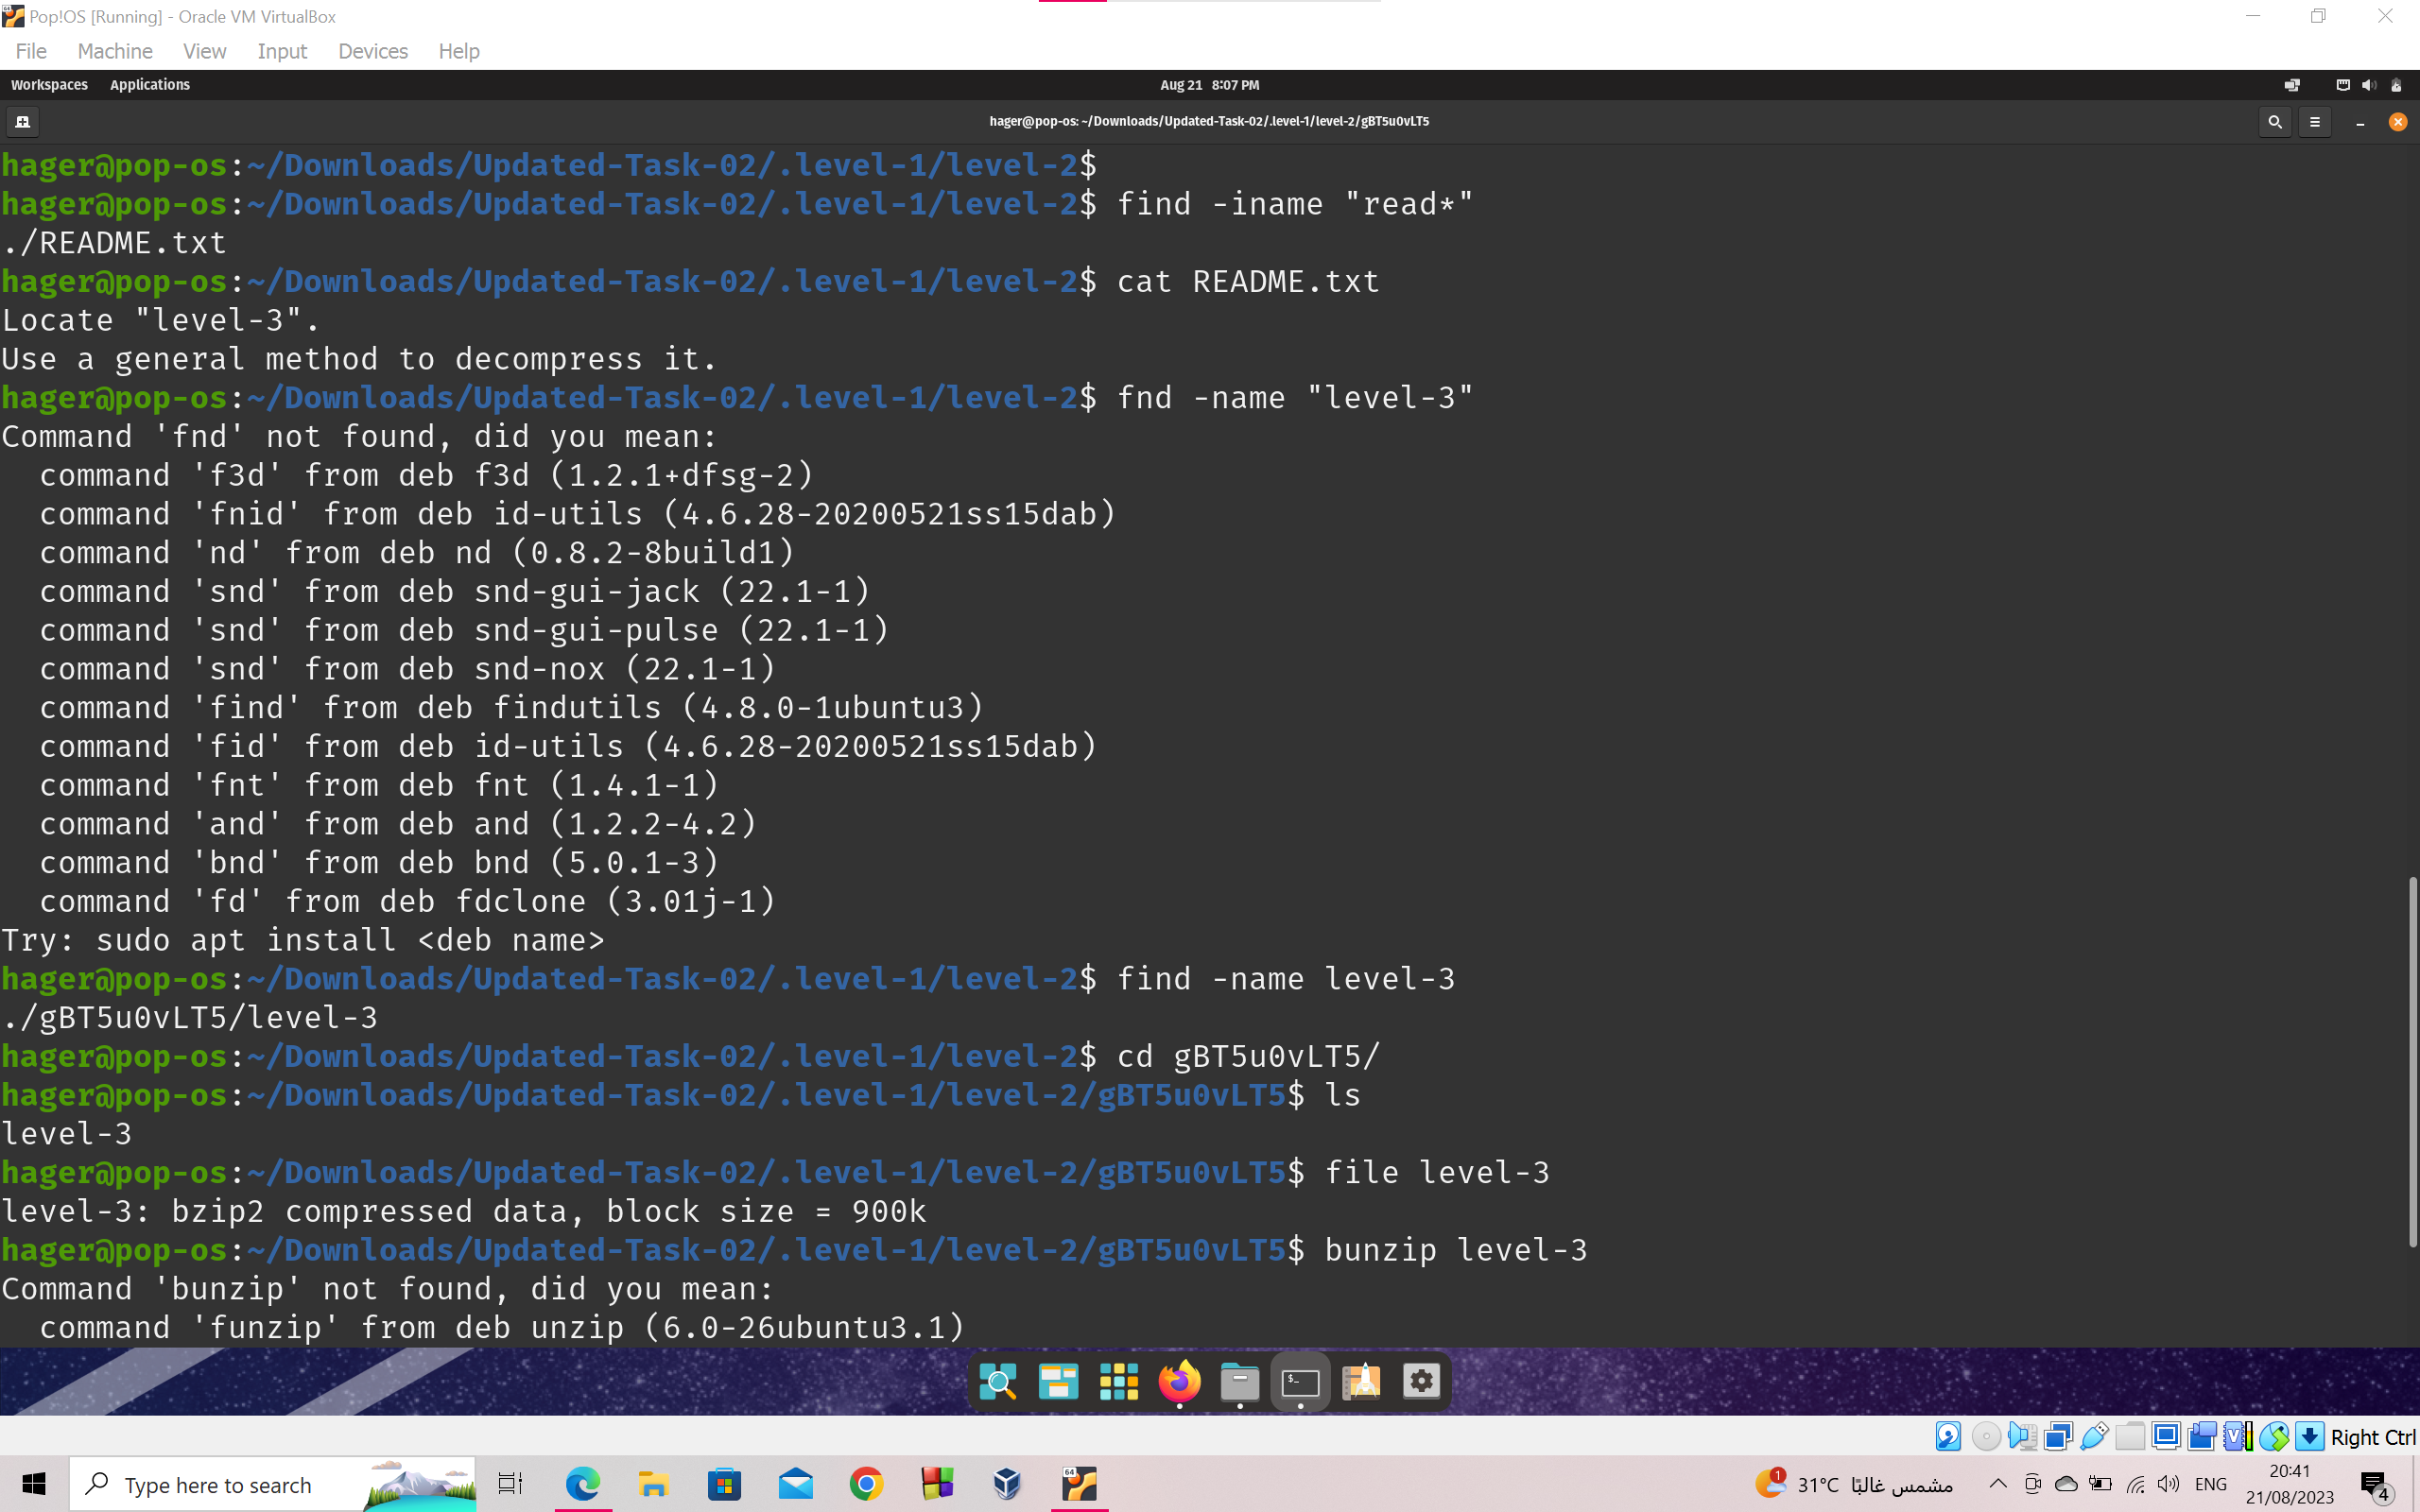 Pop!OS [Running] - Oracle VM VirtualBox
File Machine View Input Devices Help
Workspaces Applications Aug 21 8:07 PM
hager@pop-os: ~/Downloads/Updated-Task-02/.level-1/level-2/gBT5u0vLT5
hager@pop-os:~/Downloads/Updated-Task-02/.level-1/level-2$
hager@pop-os:~/Downloads/Updated-Task-02/.level-1/level-2$ find -iname "read*"
./README.txt
hager@pop-os:~/Downloads/Updated-Task-02/.level-1/level-2$ cat README.txt
Locate "level-3".
Use a general method to decompress it.
hager@pop-os:~/Downloads/Updated-Task-02/.level-1/level-2$ fnd -name "level-3"
Command 'fnd' not found, did you mean:
  command 'f3d' from deb f3d (1.2.1+dfsg-2)
  command 'fnid' from deb id-utils (4.6.28-20200521ss15dab)
  command 'nd' from deb nd (0.8.2-8build1)
  command 'snd' from deb snd-gui-jack (22.1-1)
  command 'snd' from deb snd-gui-pulse (22.1-1)
  command 'snd' from deb snd-nox (22.1-1)
  command 'find' from deb findutils (4.8.0-1ubuntu3)
  command 'fid' from deb id-utils (4.6.28-20200521ss15dab)
  command 'fnt' from deb fnt (1.4.1-1)
  command 'and' from deb and (1.2.2-4.2)
  command 'bnd' from deb bnd (5.0.1-3)
  command 'fd' from deb fdclone (3.01j-1)
Try: sudo apt install <deb name>
hager@pop-os:~/Downloads/Updated-Task-02/.level-1/level-2$ find -name level-3
./gBT5u0vLT5/level-3
hager@pop-os:~/Downloads/Updated-Task-02/.level-1/level-2$ cd gBT5u0vLT5/
hager@pop-os:~/Downloads/Updated-Task-02/.level-1/level-2/gBT5u0vLT5$ ls
level-3
hager@pop-os:~/Downloads/Updated-Task-02/.level-1/level-2/gBT5u0vLT5$ file level-3
level-3: bzip2 compressed data, block size = 900k
hager@pop-os:~/Downloads/Updated-Task-02/.level-1/level-2/gBT5u0vLT5$ bunzip level-3
Command 'bunzip' not found, did you mean:
  command 'funzip' from deb unzip (6.0-26ubuntu3.1)
$_
Right Ctrl
Type here to search
64
1
31°C مشمس غالبًا
ENG
20:41
21/08/2023
4